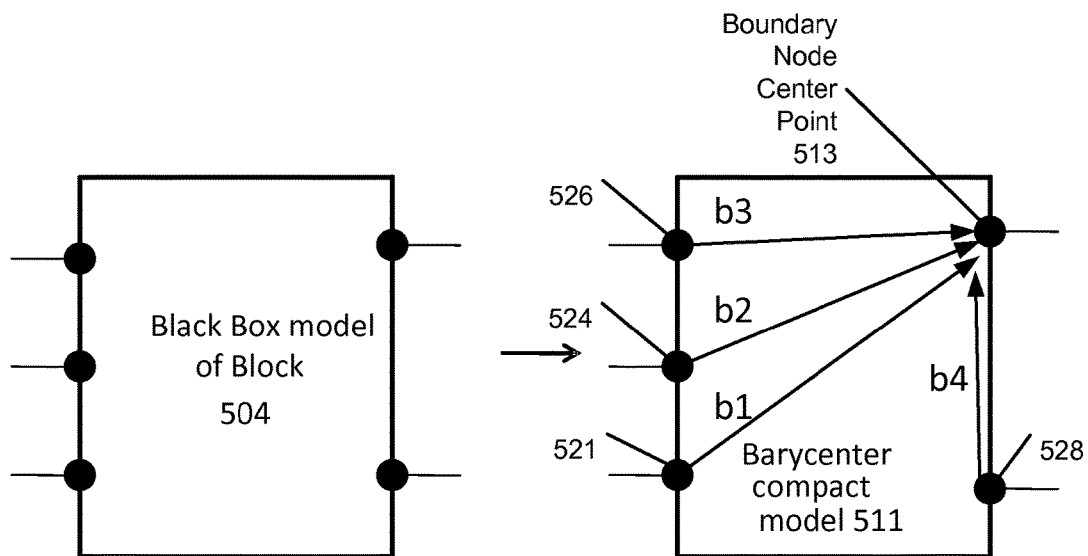 Boundary
Node
Center
Point
513
526
b3
524
b2
Black Box model
of Block
504
b4
b1
521
528
Barycenter
compact
model 511